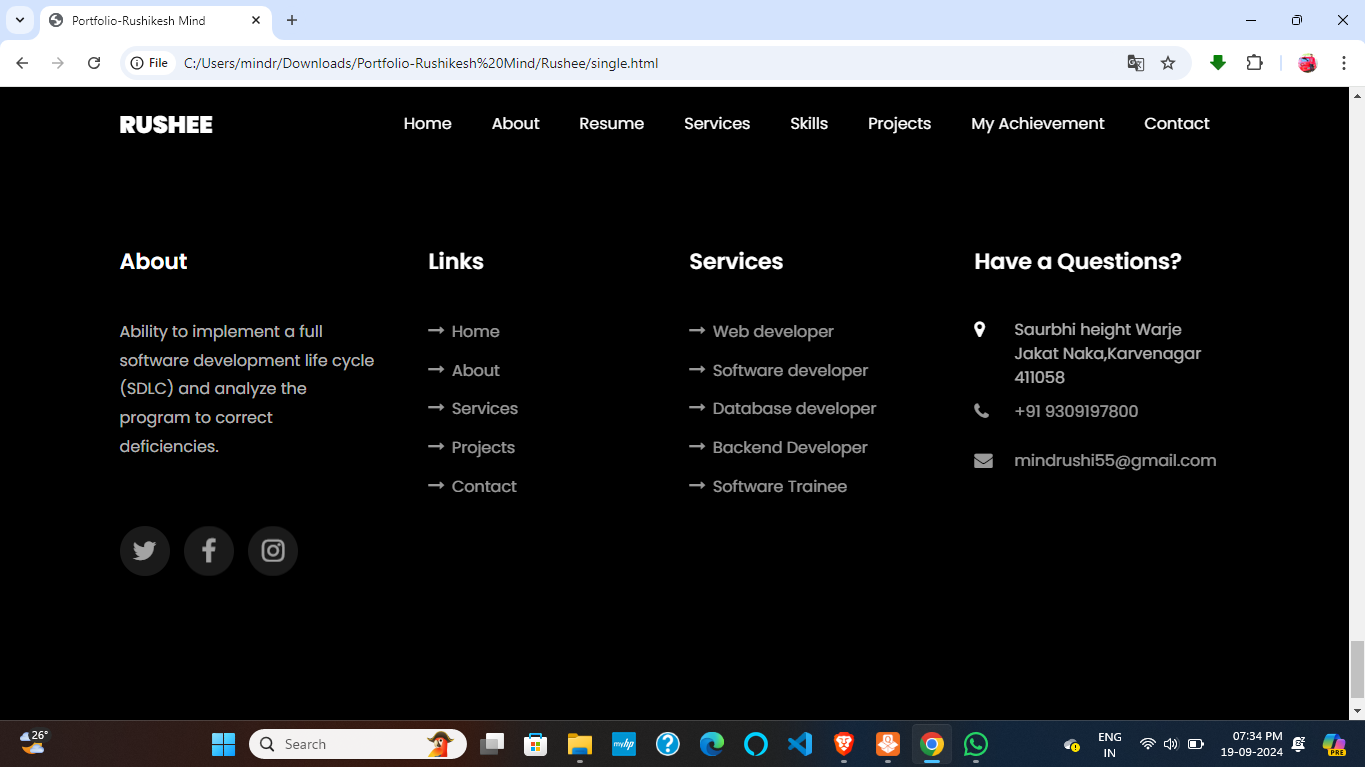 Portfolio-Rushikesh Mind
File
C:/Users/mindr/Downloads/Portfolio-Rushikesh%20Mind/Rushee/single.html
RUSHEE
Home About Resume Services Skills Projects My Achievement Contact
About
Ability to implement a full
software development life cycle
(SDLC) and analyze the
program to correct
deficiencies.
Links
Home
About
Services
Projects
Contact
Services
Web developer
Software developer
Database developer
Backend Developer
Software Trainee
Have a Questions?
Saurbhi height Warje
Jakat Naka,Karvenagar
411058
+91 9309197800
mindrushi55@gmail.com
26°
Search
myhp
ENG
IN
07:34 PM
19-09-2024
PRE